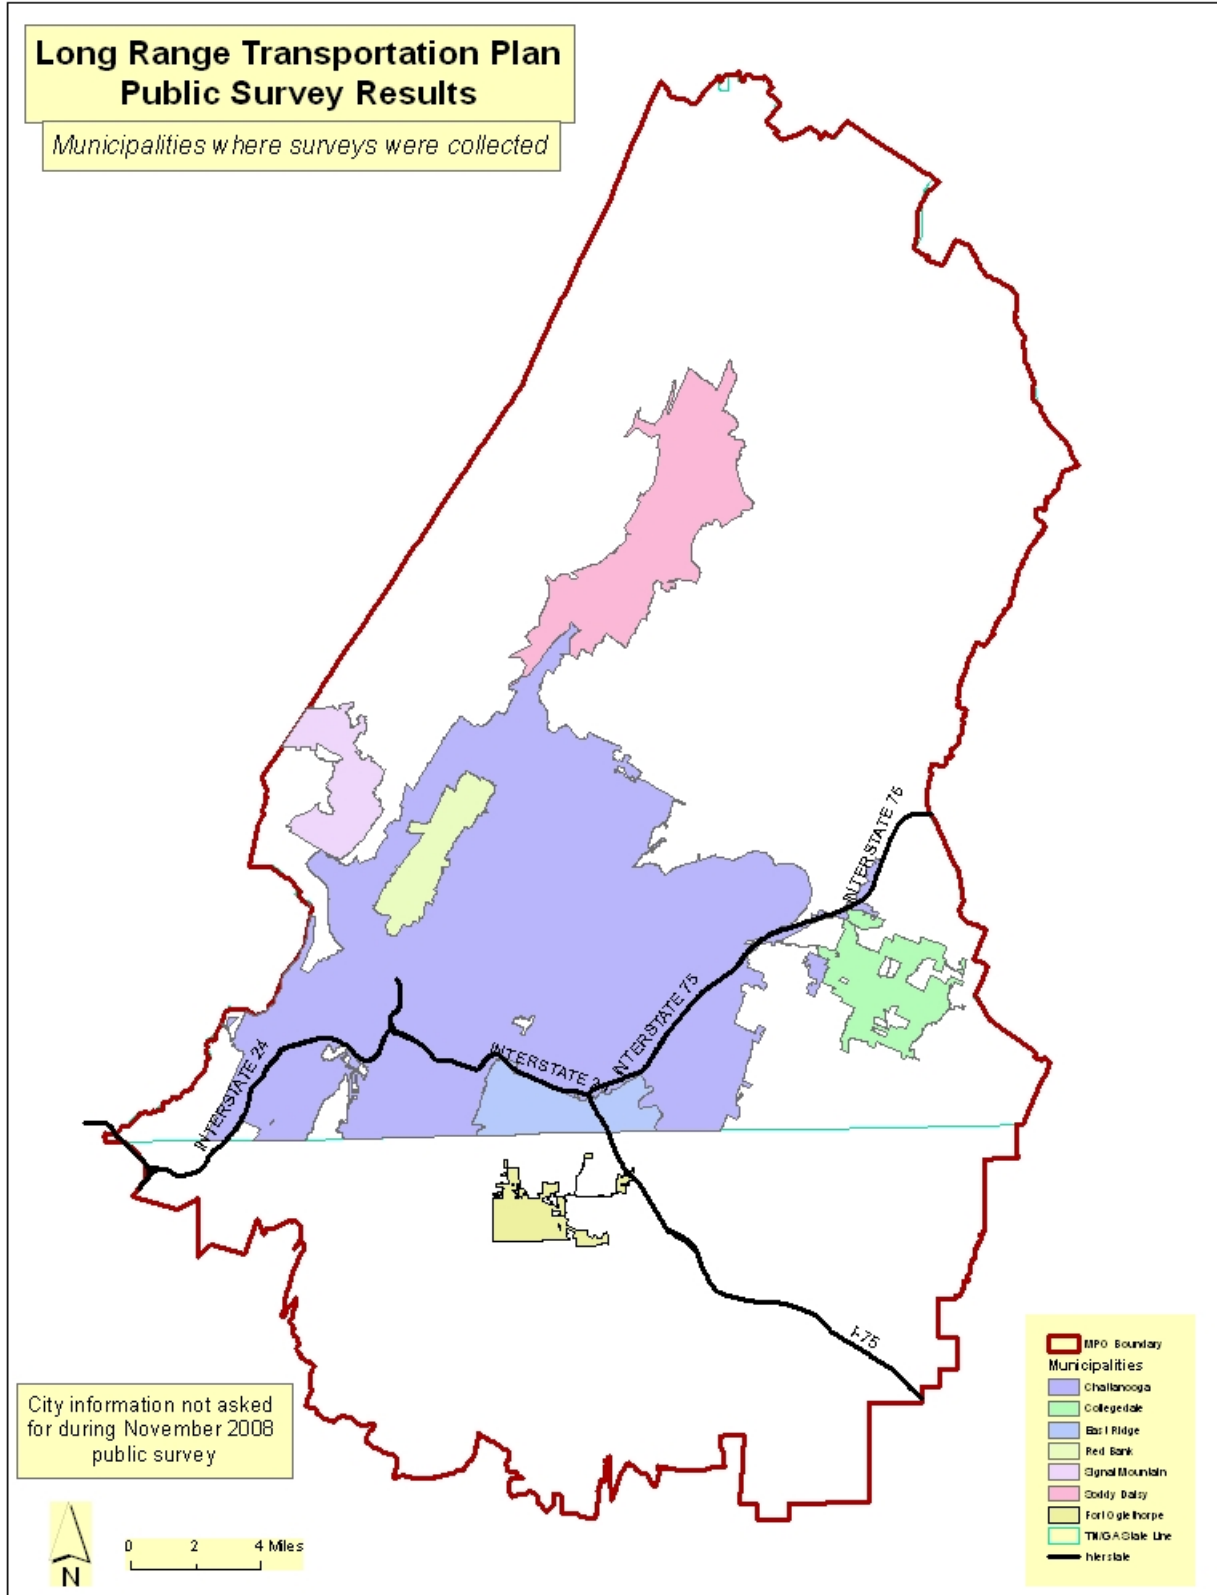 Long Range Transportation Plan
Public Survey Results
Municipalities where surveys were collected
INTERSTATE 75
INTERSTATE 75
INTERSTATE 24
INTERSTATE 2
I-75
City information not asked
for during November 2008
public survey
N
0 2 4 Miles
MPO Boundary
Municipalities
Chattanooga
Collegedale
East Ridge
Red Bank
Signal Mountain
Soddy Daisy
Fort Oglethorpe
TN/GA State Line
Interstate